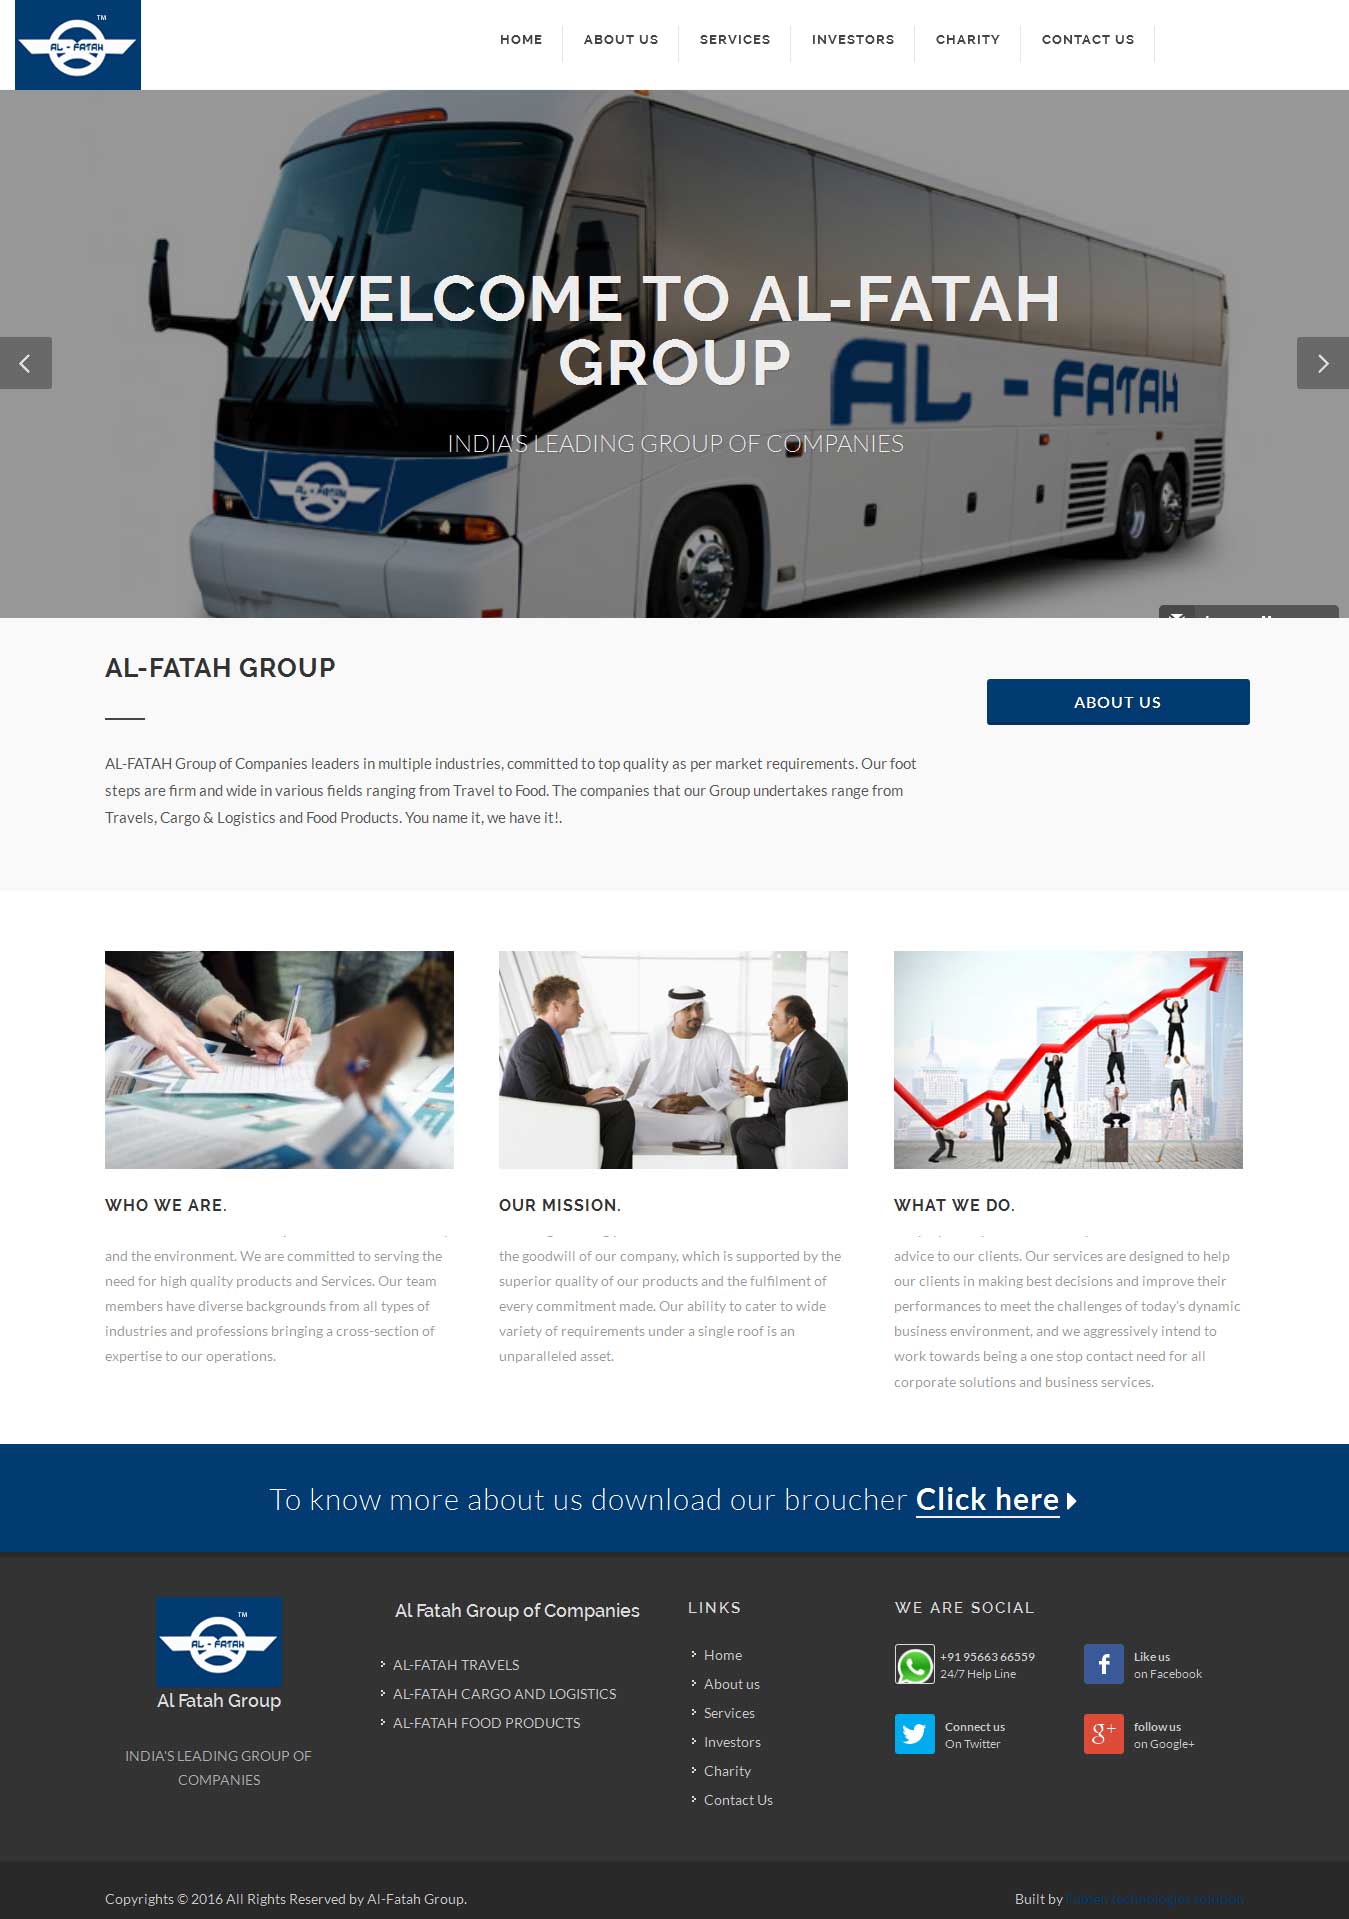 TM
AL - FATAH
HOME
ABOUT US
SERVICES
INVESTORS
CHARITY
CONTACT US
WELCOME TO AL-FATAH
GROUP
AL - FATAH
INDIA'S LEADING GROUP OF COMPANIES
AL - FATAH
AL-FATAH GROUP
ABOUT US
AL-FATAH Group of Companies leaders in multiple industries, committed to top quality as per market requirements. Our foot
steps are firm and wide in various fields ranging from Travel to Food. The companies that our Group undertakes range from
Travels, Cargo & Logistics and Food Products. You name it, we have it!.
WHO WE ARE.
and the environment. We are committed to serving the
need for high quality products and Services. Our team
members have diverse backgrounds from all types of
industries and professions bringing a cross-section of
expertise to our operations.
OUR MISSION.
the goodwill of our company, which is supported by the
superior quality of our products and the fulfilment of
every commitment made. Our ability to cater to wide
variety of requirements under a single roof is an
unparalleled asset.
WHAT WE DO.
advice to our clients. Our services are designed to help
our clients in making best decisions and improve their
performances to meet the challenges of today's dynamic
business environment, and we aggressively intend to
work towards being a one stop contact need for all
corporate solutions and business services.
To know more about us download our broucher Click here
TM
AL - FATAH
Al Fatah Group
INDIA'S LEADING GROUP OF
COMPANIES
Al Fatah Group of Companies
AL-FATAH TRAVELS
AL-FATAH CARGO AND LOGISTICS
AL-FATAH FOOD PRODUCTS
LINKS
Home
About us
Services
Investors
Charity
Contact Us
WE ARE SOCIAL
+91 95663 66559
24/7 Help Line
Like us
on Facebook
Connect us
On Twitter
follow us
on Google+
Copyrights © 2016 All Rights Reserved by Al-Fatah Group.
Built by